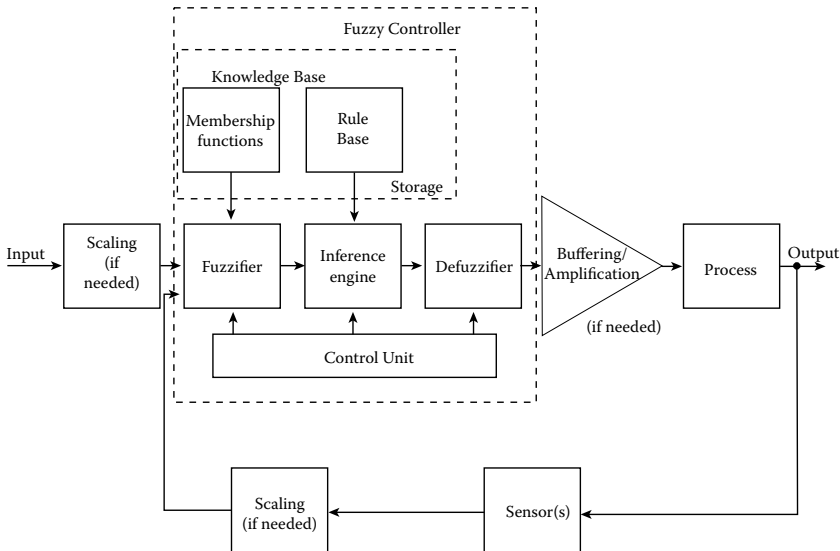 Fuzzy Controller
Knowledge Base
Membership
functions
Rule
Base
Storage
Input
Scaling
(if
needed)
Fuzzifier
Inference
engine
Defuzzifier
Buffering/
Amplification
(if needed)
Process
Output
Control Unit
Scaling
(if needed)
Sensor(s)